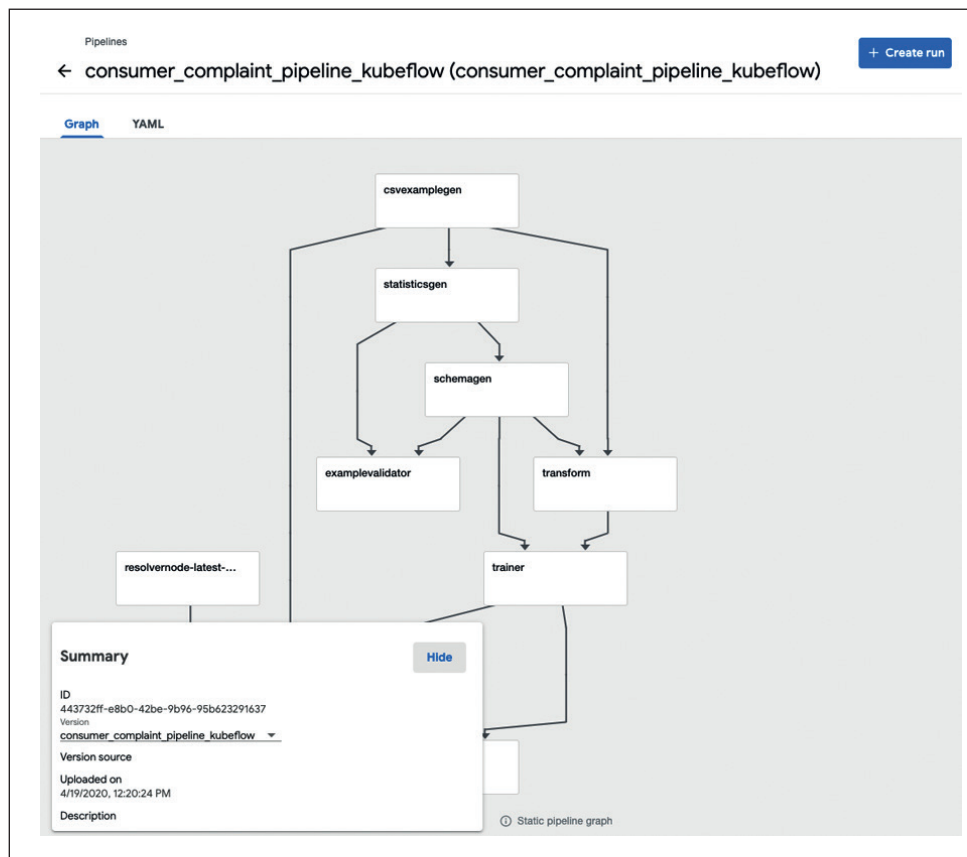 Pipelines
← consumer_complaint_pipeline_kubeflow (consumer_complaint_pipeline_kubeflow)
+ Create run
Graph YAML
csvexamplegen
statisticsgen
schemagen
examplevalidator
transform
resolvernode-latest-...
trainer
Summary
Hide
ID
443732ff-e8b0-42be-9b96-95b623291637
Version
consumer_complaint_pipeline_kubeflow
Version source
Uploaded on
4/19/2020, 12:20:24 PM
Description
Static pipeline graph